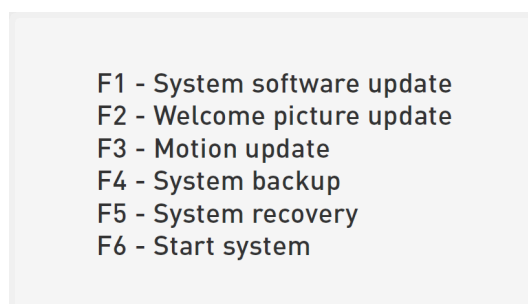 F1 - System software update
F2 - Welcome picture update
F3 - Motion update
F4 - System backup
F5 - System recovery
F6 - Start system